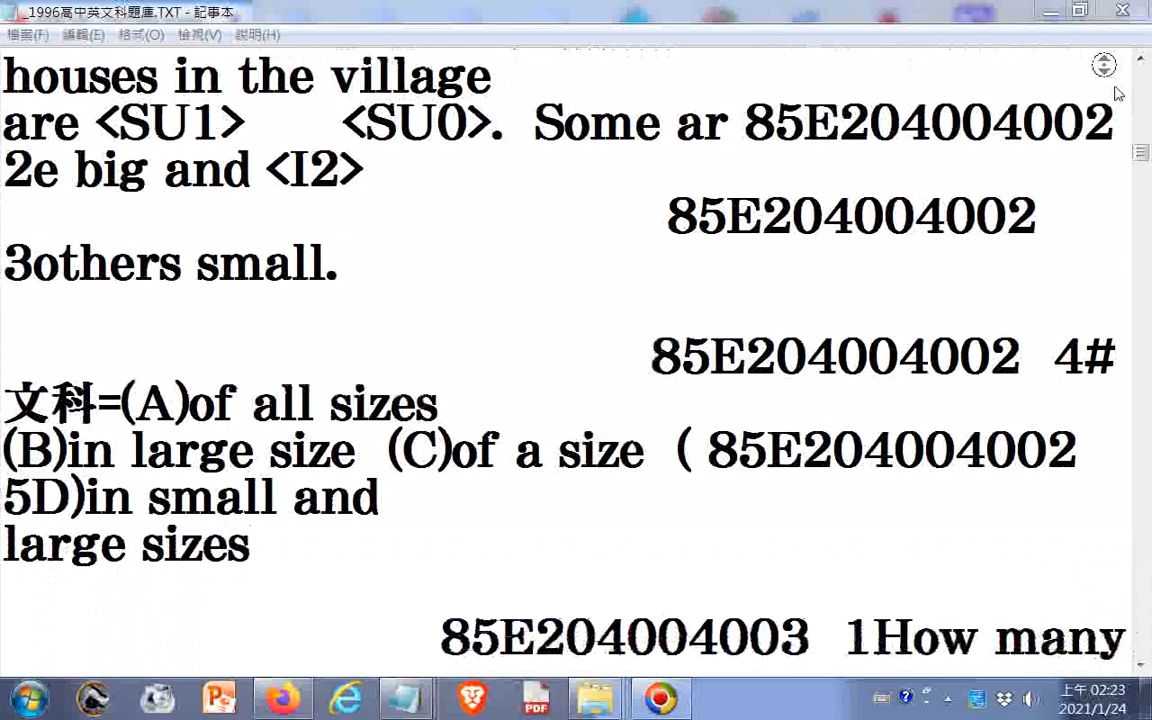 _1996高中英文科題庫.TXT - 記事本
檔案(F) 編輯(E) 格式(O) 檢視(V) 說明(H)
houses in the village
are <SU1> <SU0>. Some ar 85E204004002
2e big and <I2>
85E204004002
3others small.
85E204004002 4#
文科=(A)of all sizes
(B)in large size (C)of a size ( 85E204004002
5D)in small and
large sizes
85E204004003 1How many
上午 02:23
2021/1/24
PDF